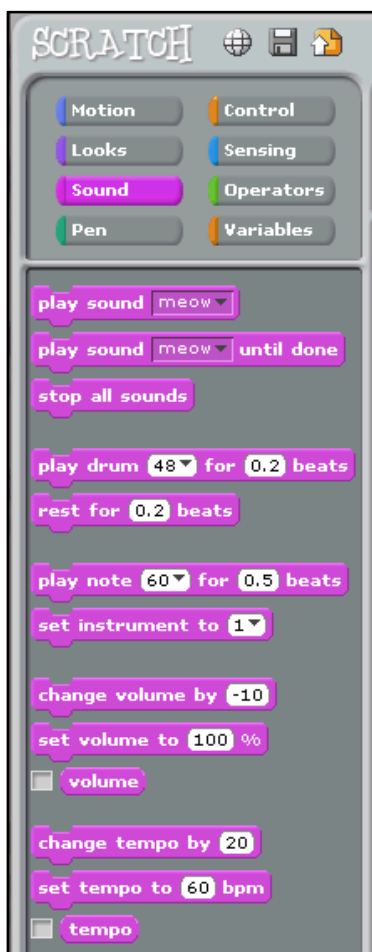 SCRATCH
Motion Control
Looks Sensing
Sound Operators
Pen Variables
play sound meow
play sound meow until done
stop all sounds
play drum 48 for 0.2 beats
rest for 0.2 beats
play note 60 for 0.5 beats
set instrument to 1
change volume by -10
set volume to 100 %
volume
change tempo by 20
set tempo to 60 bpm
tempo